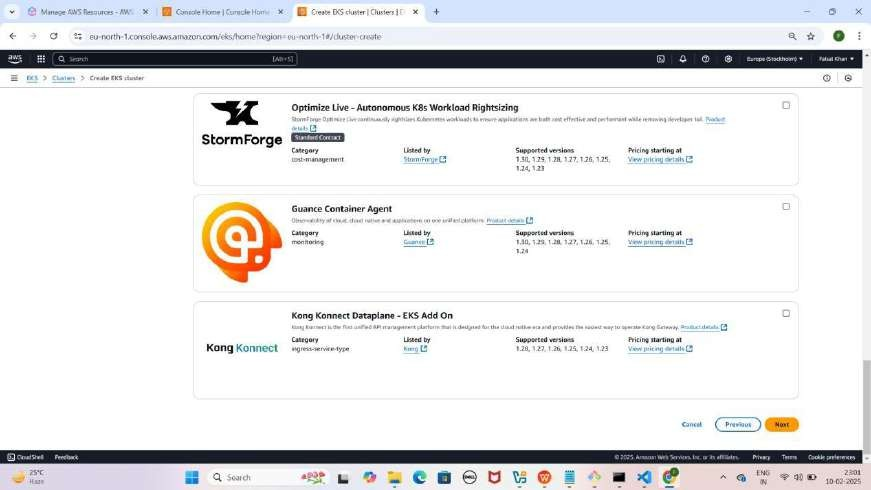 Manage AWS Resources - AWS
Console Home | Console Home
Create EKS cluster | Clusters | E
eu-north-1.console.aws.amazon.com/eks/home?region=eu-north-1#/cluster-create
aws
Search
[Alt+S]
Europe (Stockholm)
Faisal Khan
EKS
Clusters
Create EKS cluster
StormForge
Optimize Live - Autonomous K8s Workload Rightsizing
StormForge Optimize Live continuously rightsizes Kubernetes workloads to ensure applications are both cost effective and performant while removing developer toil. Product
details
Standard Contract
Category
Listed by
Supported versions
Pricing starting at
cost-management
StormForge
1.30, 1.29, 1.28, 1.27, 1.26, 1.25,
View pricing details
1.24, 1.23
Guance Container Agent
Observability of cloud, cloud native and applications on one unified platform. Product details
Category
Listed by
Supported versions
Pricing starting at
monitoring
Guance
1.30, 1.29, 1.28, 1.27, 1.26, 1.25,
View pricing details
1.24
Kong Konnect
Kong Konnect Dataplane - EKS Add On
Kong Konnect is the first unified API management platform that is designed for the cloud native era and provides the easiest way to operate Kong Gateway. Product details
Category
Listed by
Supported versions
Pricing starting at
ingress-service-type
Kong
1.28, 1.27, 1.26, 1.25, 1.24, 1.23
View pricing details
Cancel
Previous
Next
CloudShell
Feedback
© 2025, Amazon Web Services, Inc. or its affiliates.
Privacy
Terms
Cookie preferences
25°C
Haze
Search
DELL
ENG
IN
23:01
10-02-2025